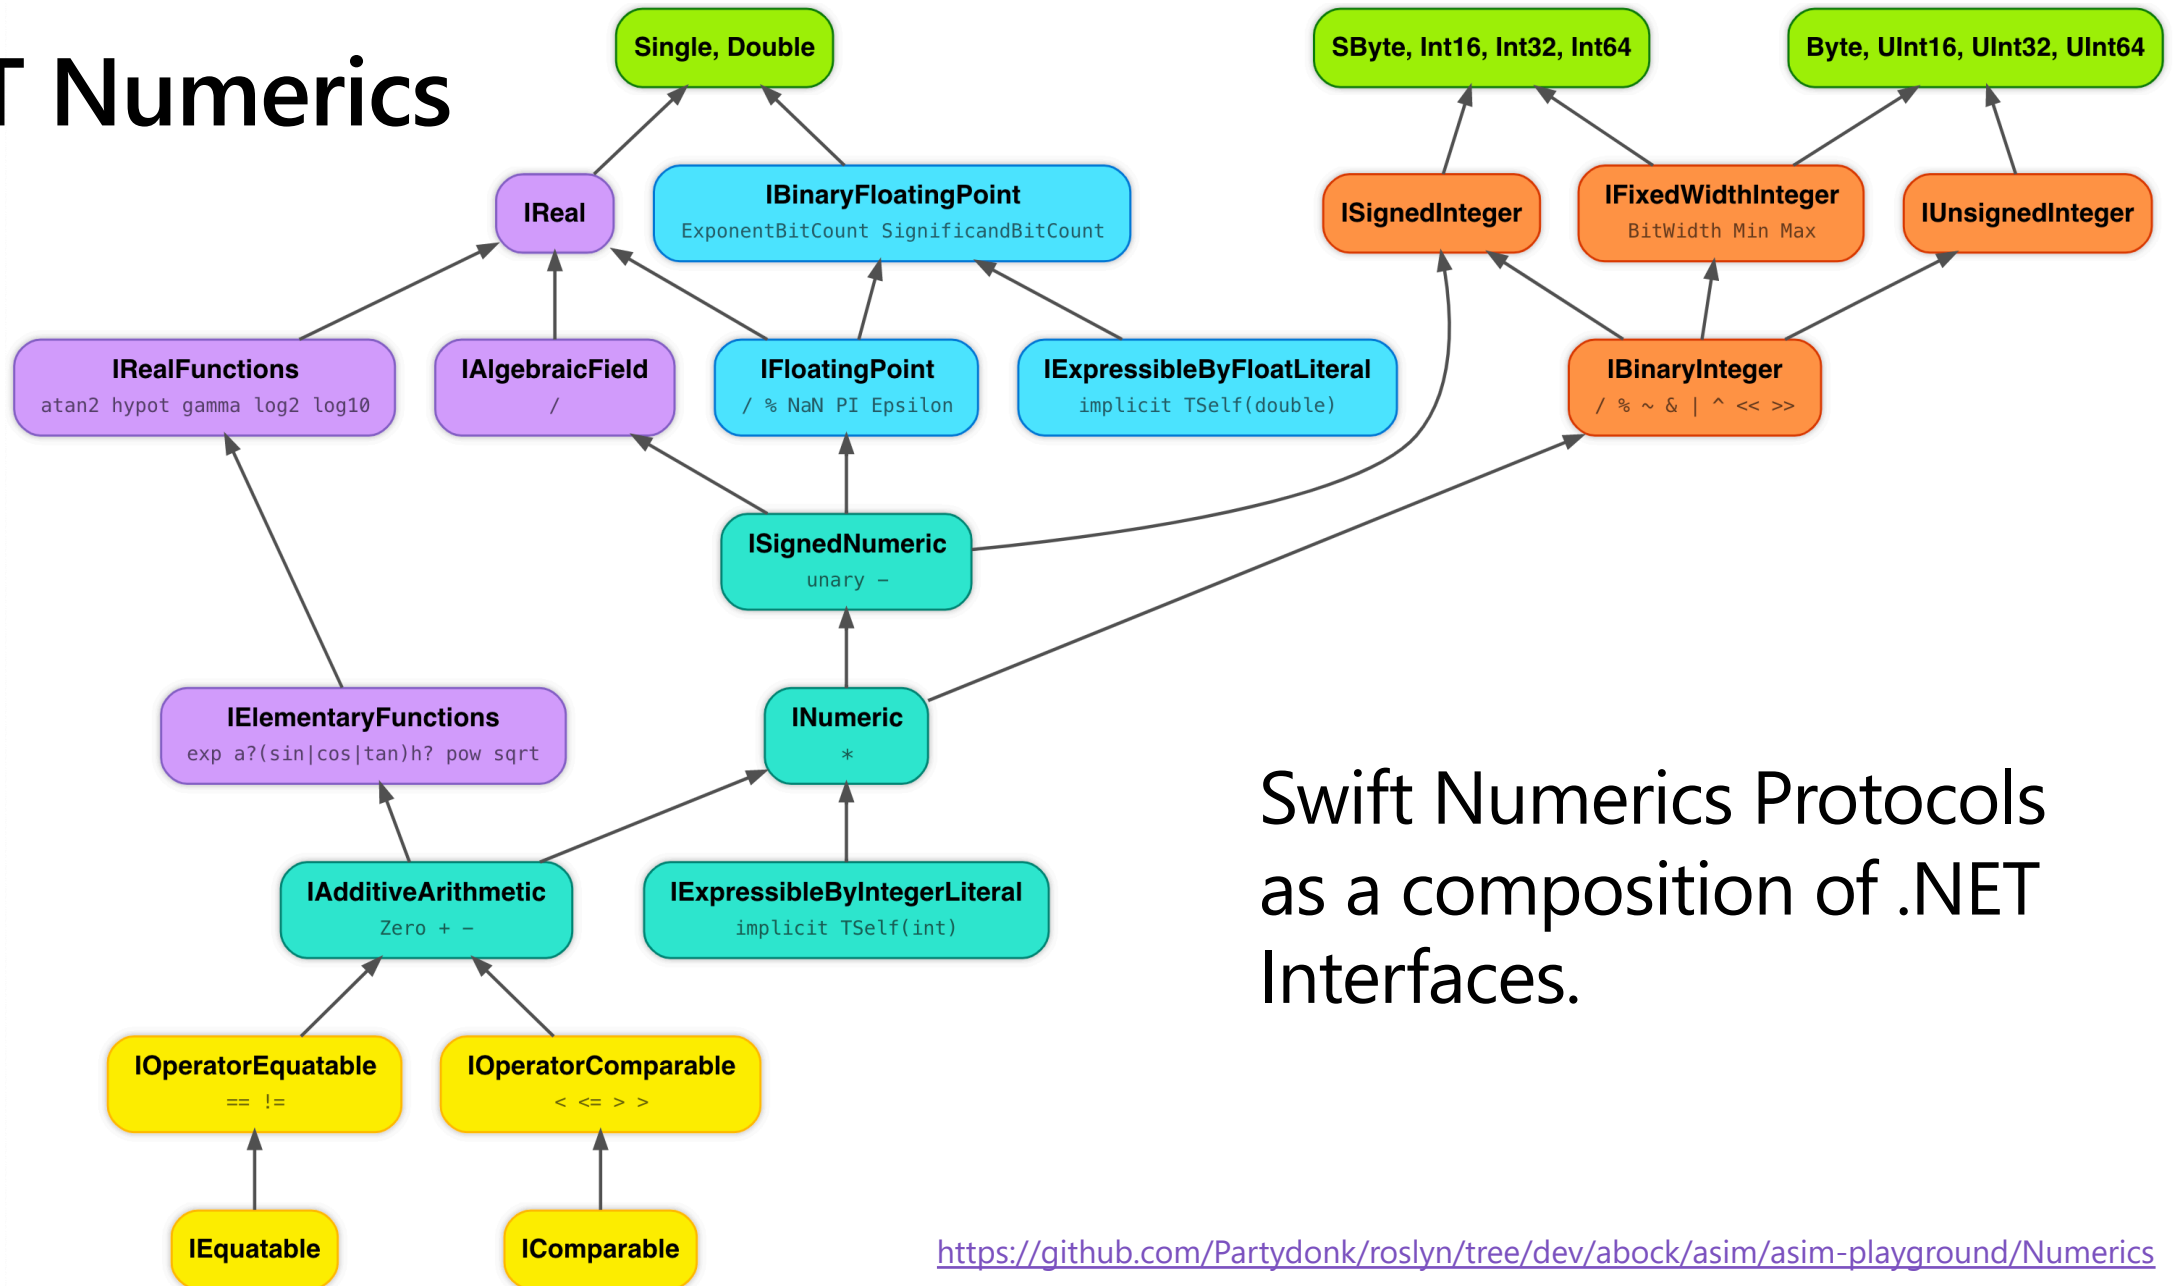 T Numerics
Single, Double
SByte, Int16, Int32, Int64
Byte, UInt16, UInt32, UInt64
IReal
IBinaryFloatingPoint
ExponentBitCount SignificandBitCount
ISignedInteger
IFixedWidthInteger
BitWidth Min Max
IUnsignedInteger
IRealFunctions
atan2 hypot gamma log2 log10
IAlgebraicField
/
IFloatingPoint
/ % NaN PI Epsilon
IExpressibleByFloatLiteral
implicit TSelf(double)
IBinaryInteger
/ % ~ & | ^ << >>
ISignedNumeric
unary −
IElementaryFunctions
exp a?(sin|cos|tan)h? pow sqrt
INumeric
*
IAdditiveArithmetic
Zero + −
IExpressibleByIntegerLiteral
implicit TSelf(int)
Swift Numerics Protocols
as a composition of .NET
Interfaces.
IOperatorEquatable
== !=
IOperatorComparable
< <= > >
IEquatable
IComparable
https://github.com/Partydonk/roslyn/tree/dev/abock/asim/asim-playground/Numerics